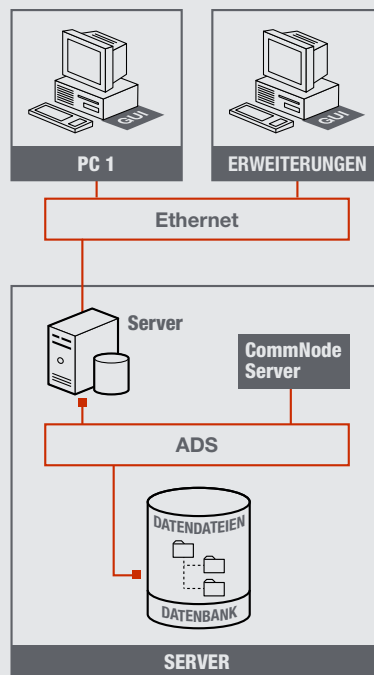 GUI
GUI
PC 1
ERWEITERUNGEN
Ethernet
Server
CommNode
Server
ADS
DATENDATEIEN
DATENBANK
SERVER